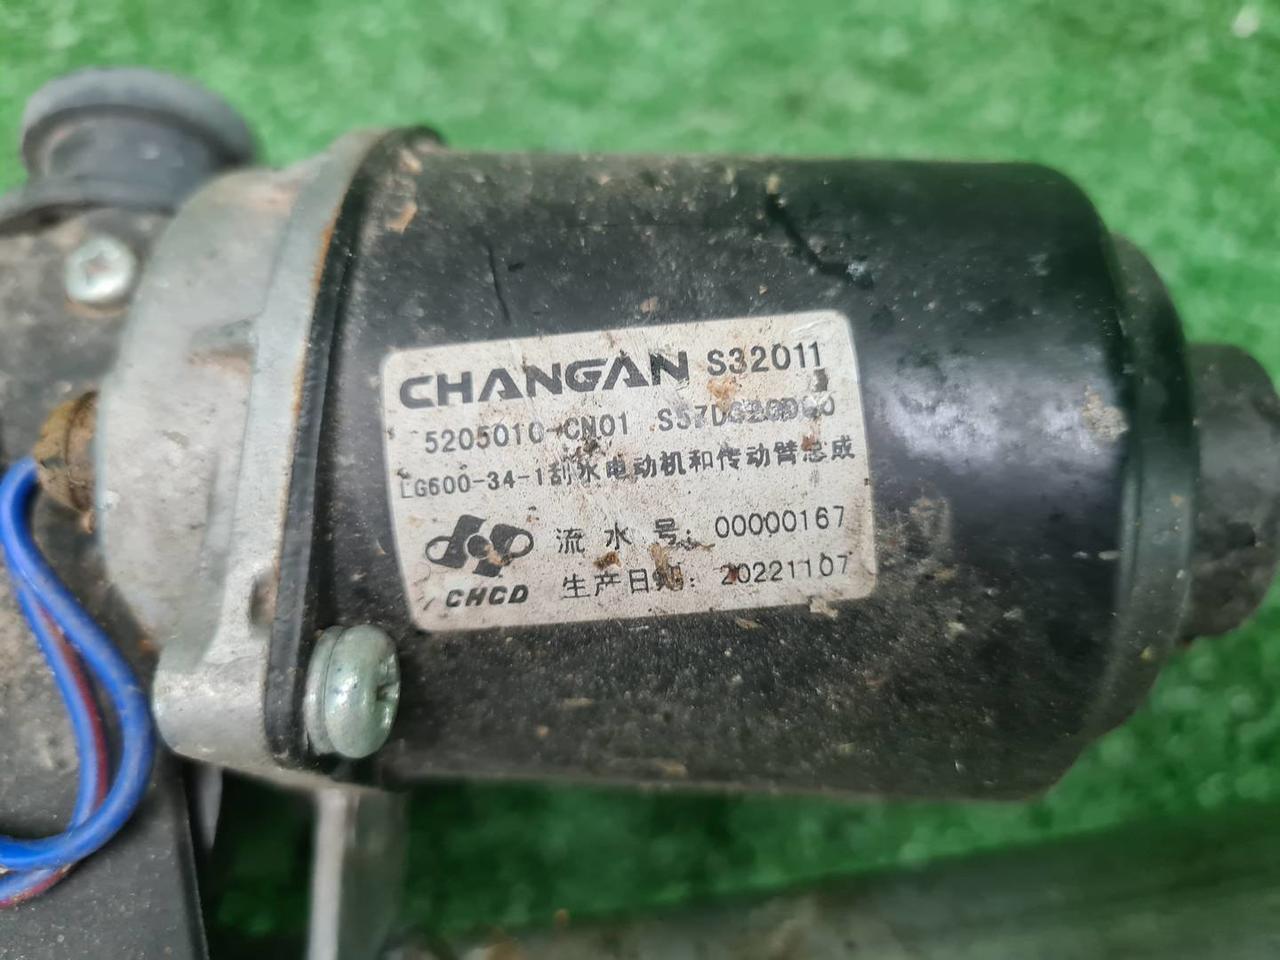 CHANGAN S32011
5205010-CN01
LG600-34-1刮水电动机和传动臂总成
流水号: 00000167
CHCD
生产日期: 20221107